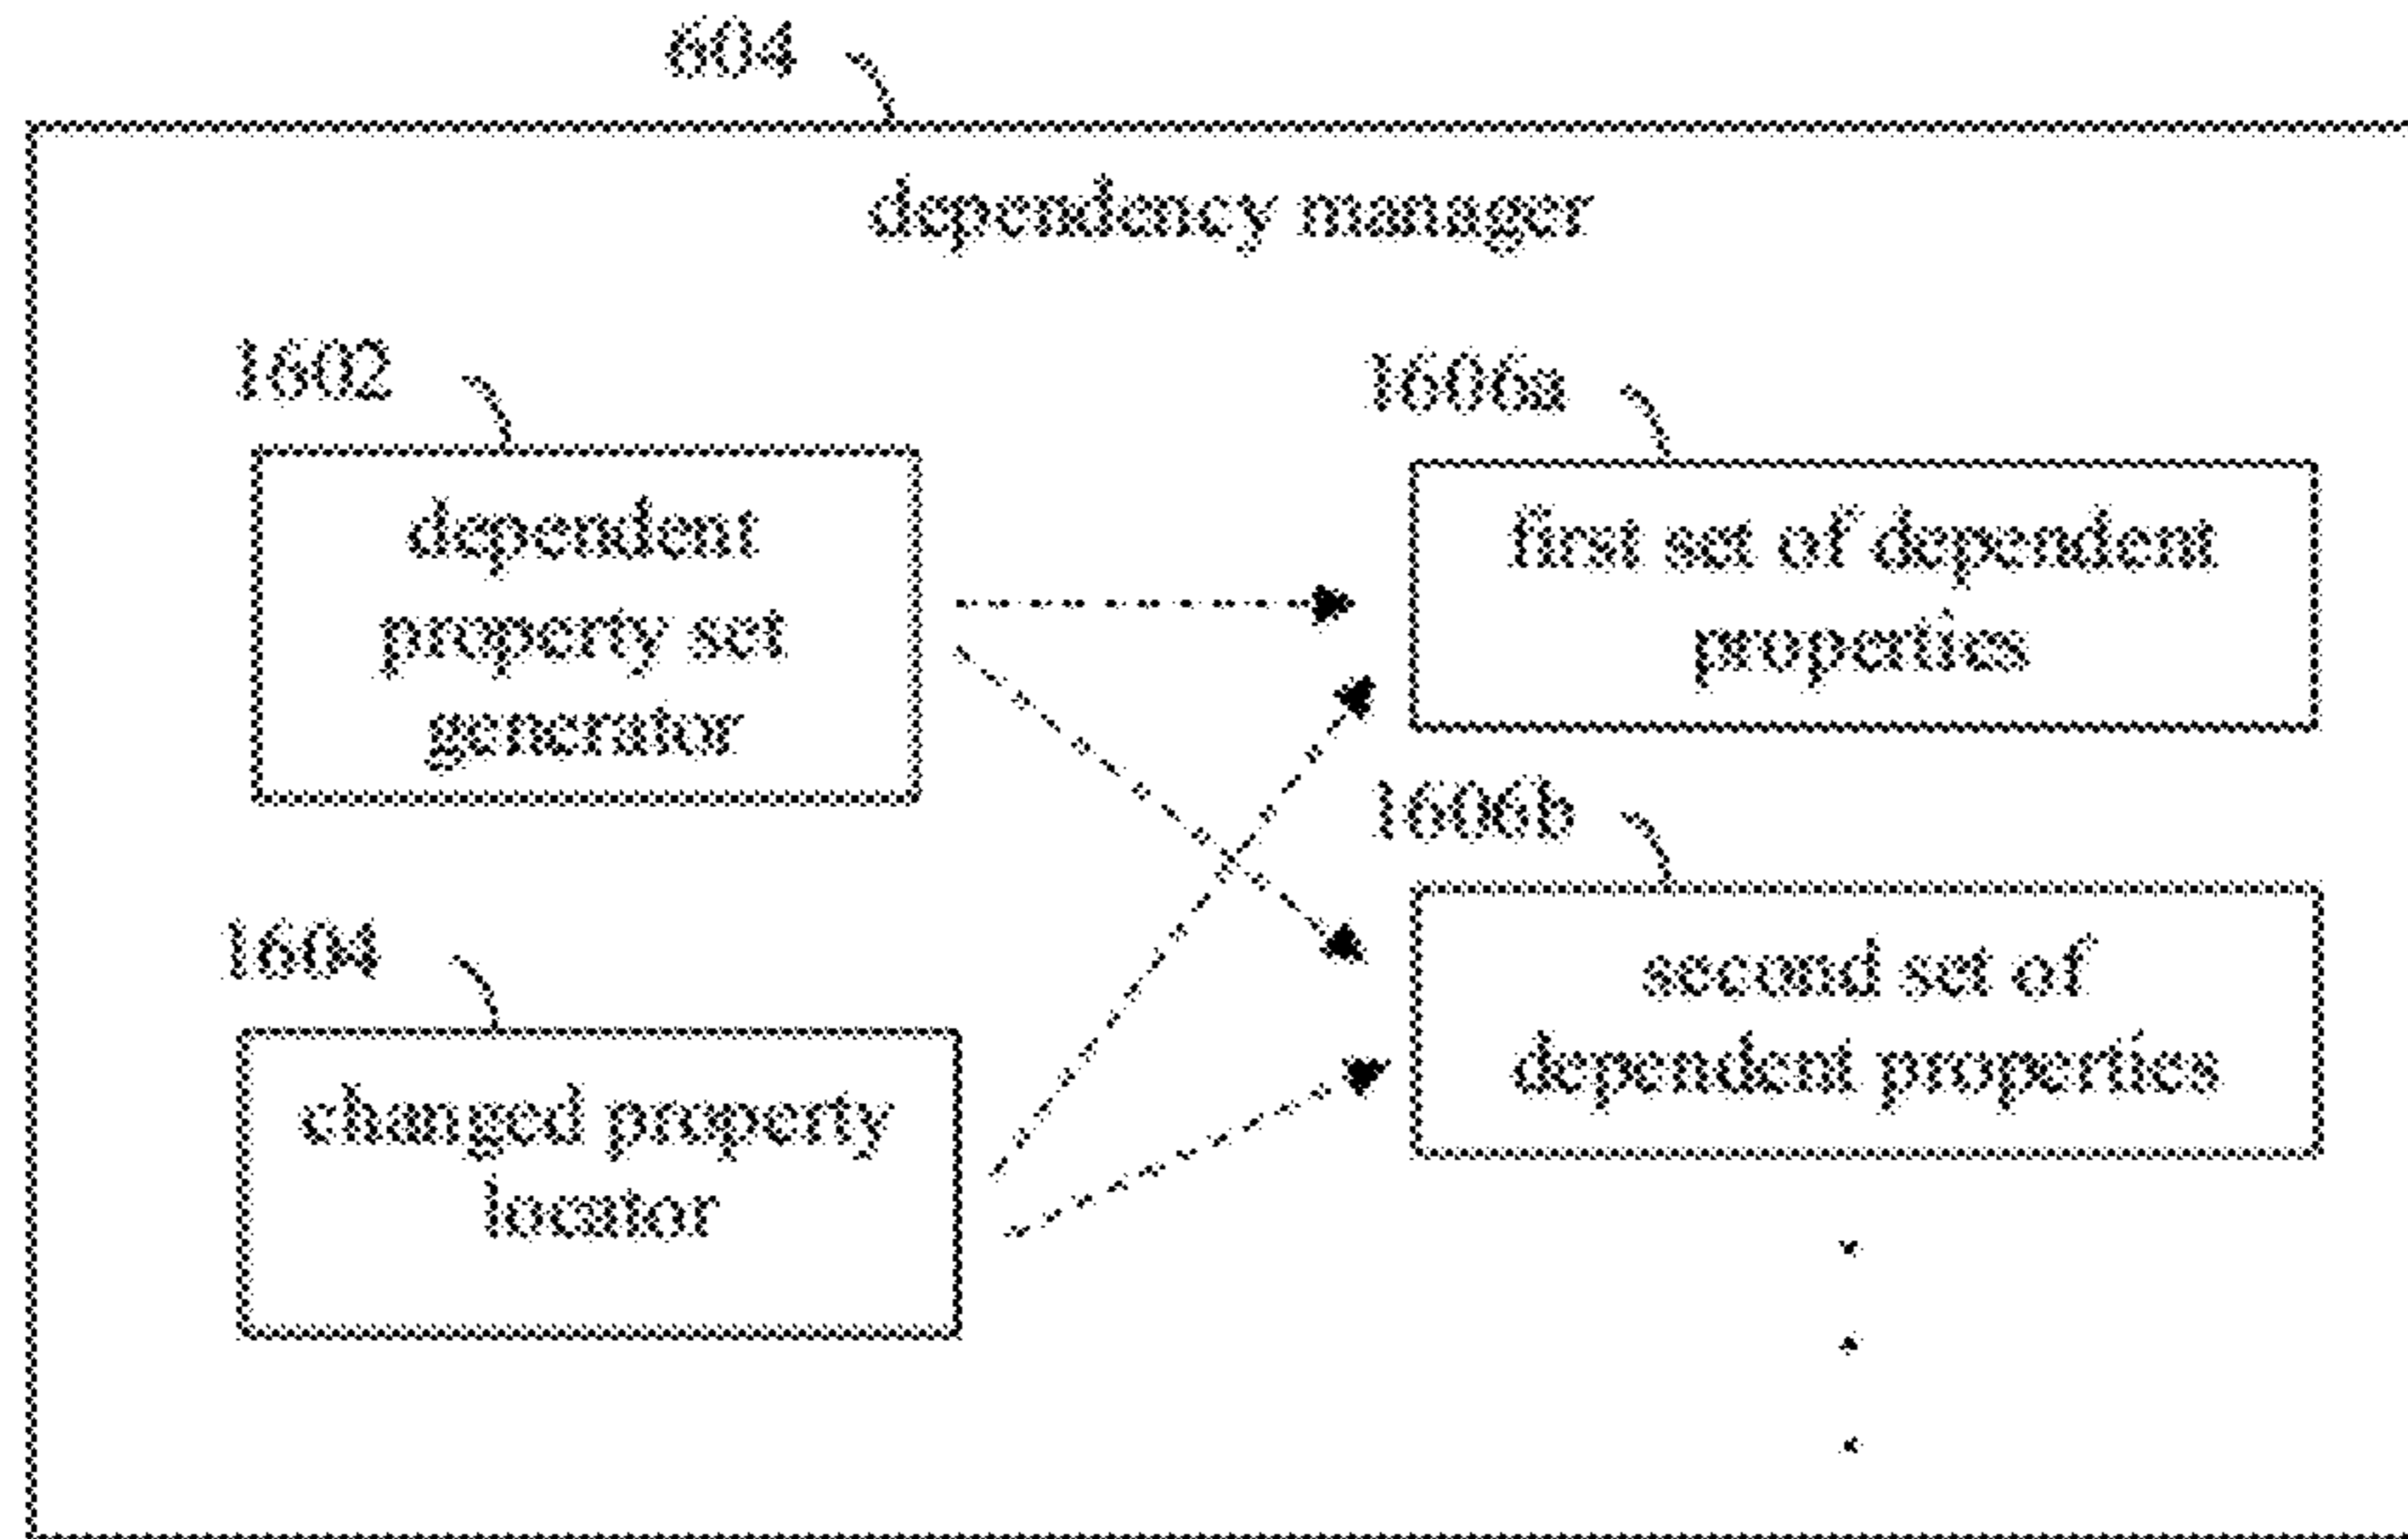 604
dependency manager
1602
dependent
property set
generator
1606a
first set of dependent
properties
1604
changed property
locator
1606b
second set of
dependent properties